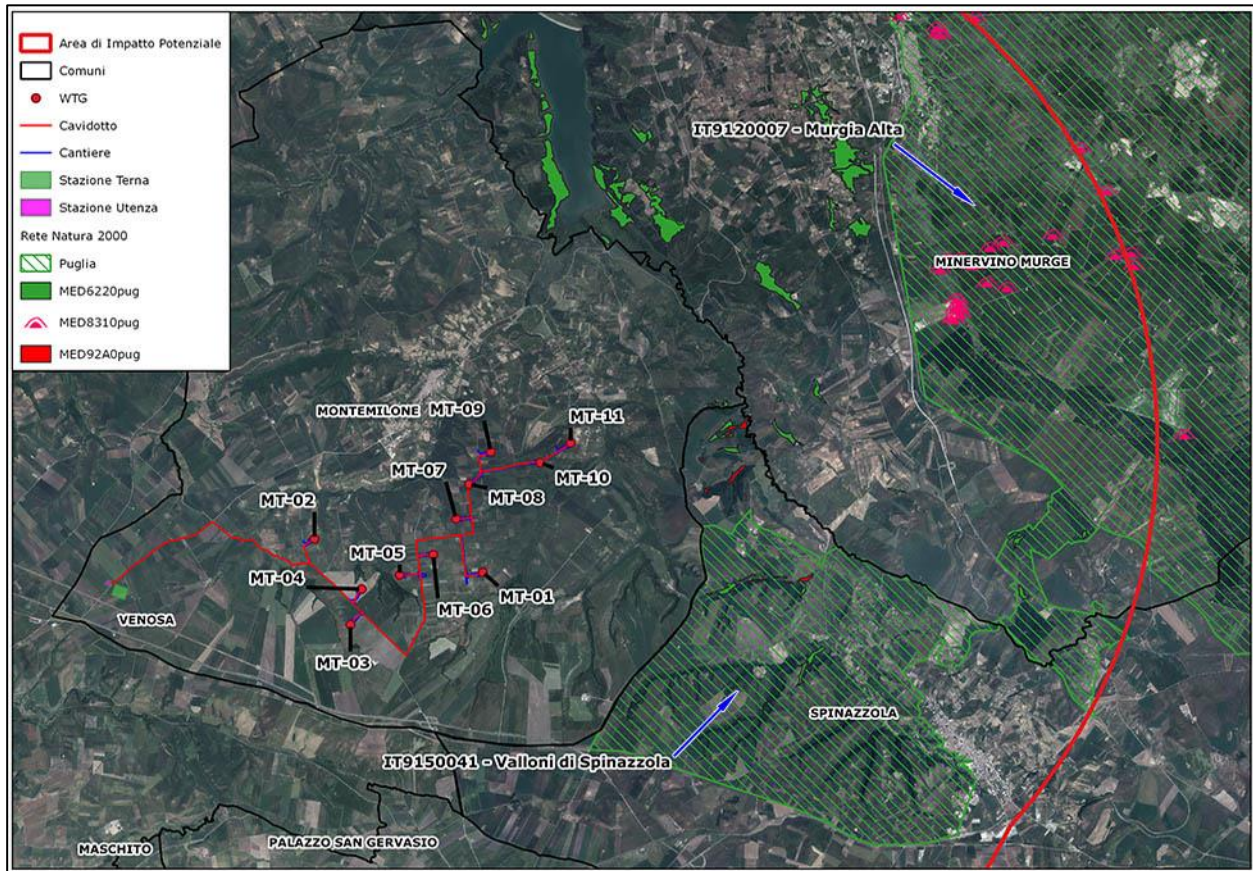 Area di Impatto Potenziale
Comuni
WTG
Cavidotto
Cantiere
Stazione Terna
Stazione Utenza
Rete Natura 2000
Puglia
MED6220pug
MED8310pug
MED92A0pug
IT9120007 - Murgia Alta
MINERVINO MURGE
MONTEMILONE
MT-09
MT-11
MT-07
MT-10
MT-08
MT-02
MT-05
MT-04
MT-06
MT-01
VENOSA
MT-03
SPINAZZOLA
IT9150041 - Valloni di Spinazzola
PALAZZO SAN GERVASIO
MASCHITO